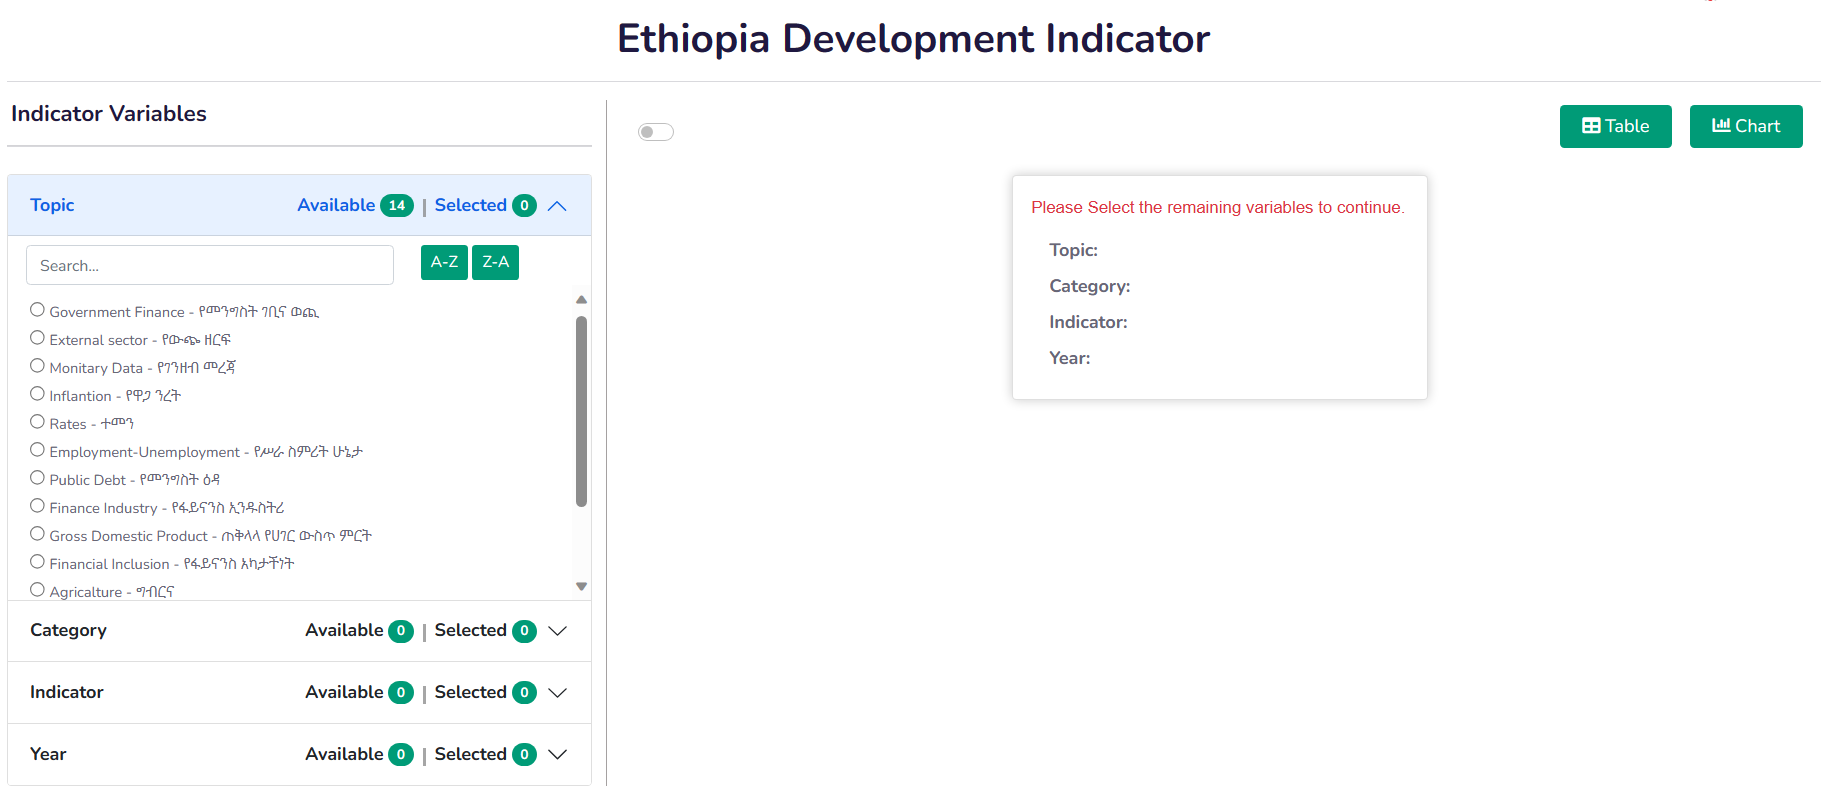 Ethiopia Development Indicator
Indicator Variables
Table
Chart
Topic Available 14 | Selected 0
Search...
A-Z Z-A
Government Finance - የመንግስት ገቢና ወጪ
External sector - የውጭ ዘርፍ
Monitary Data - የገንዘብ መረጃ
Inflantion - የዋጋ ንረት
Rates - ተመን
Employment-Unemployment - የሥራ ስምሪት ሁኔታ
Public Debt - የመንግስት ዕዳ
Finance Industry - የፋይናንስ ኢንዱስትሪ
Gross Domestic Product - ጠቅላላ የሀገር ውስጥ ምርት
Financial Inclusion - የፋይናንስ አካታችነት
Agricalture - ግብርና
Category Available 0 | Selected 0
Indicator Available 0 | Selected 0
Year Available 0 | Selected 0
Please Select the remaining variables to continue.
Topic:
Category:
Indicator:
Year: